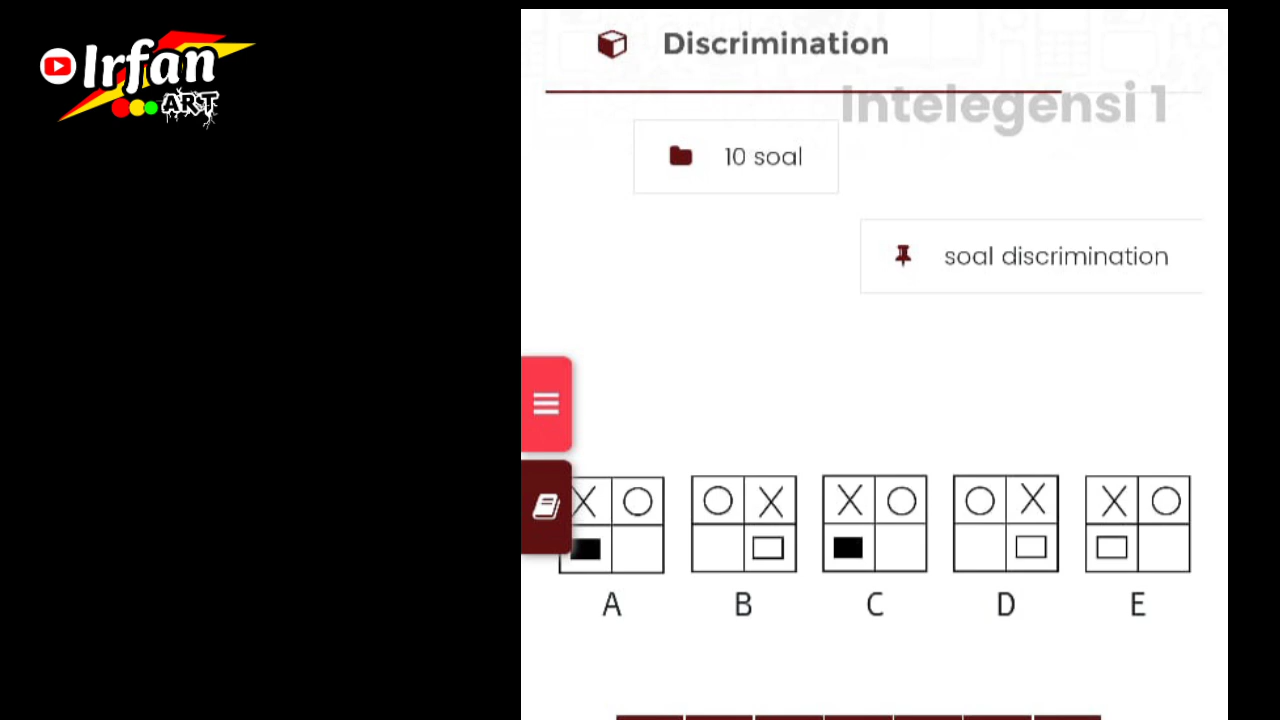 Irfan
ART
Discrimination
Intelegensi 1
10 soal
soal discrimination
X O
O X
X O
O X
X O
A B C D E